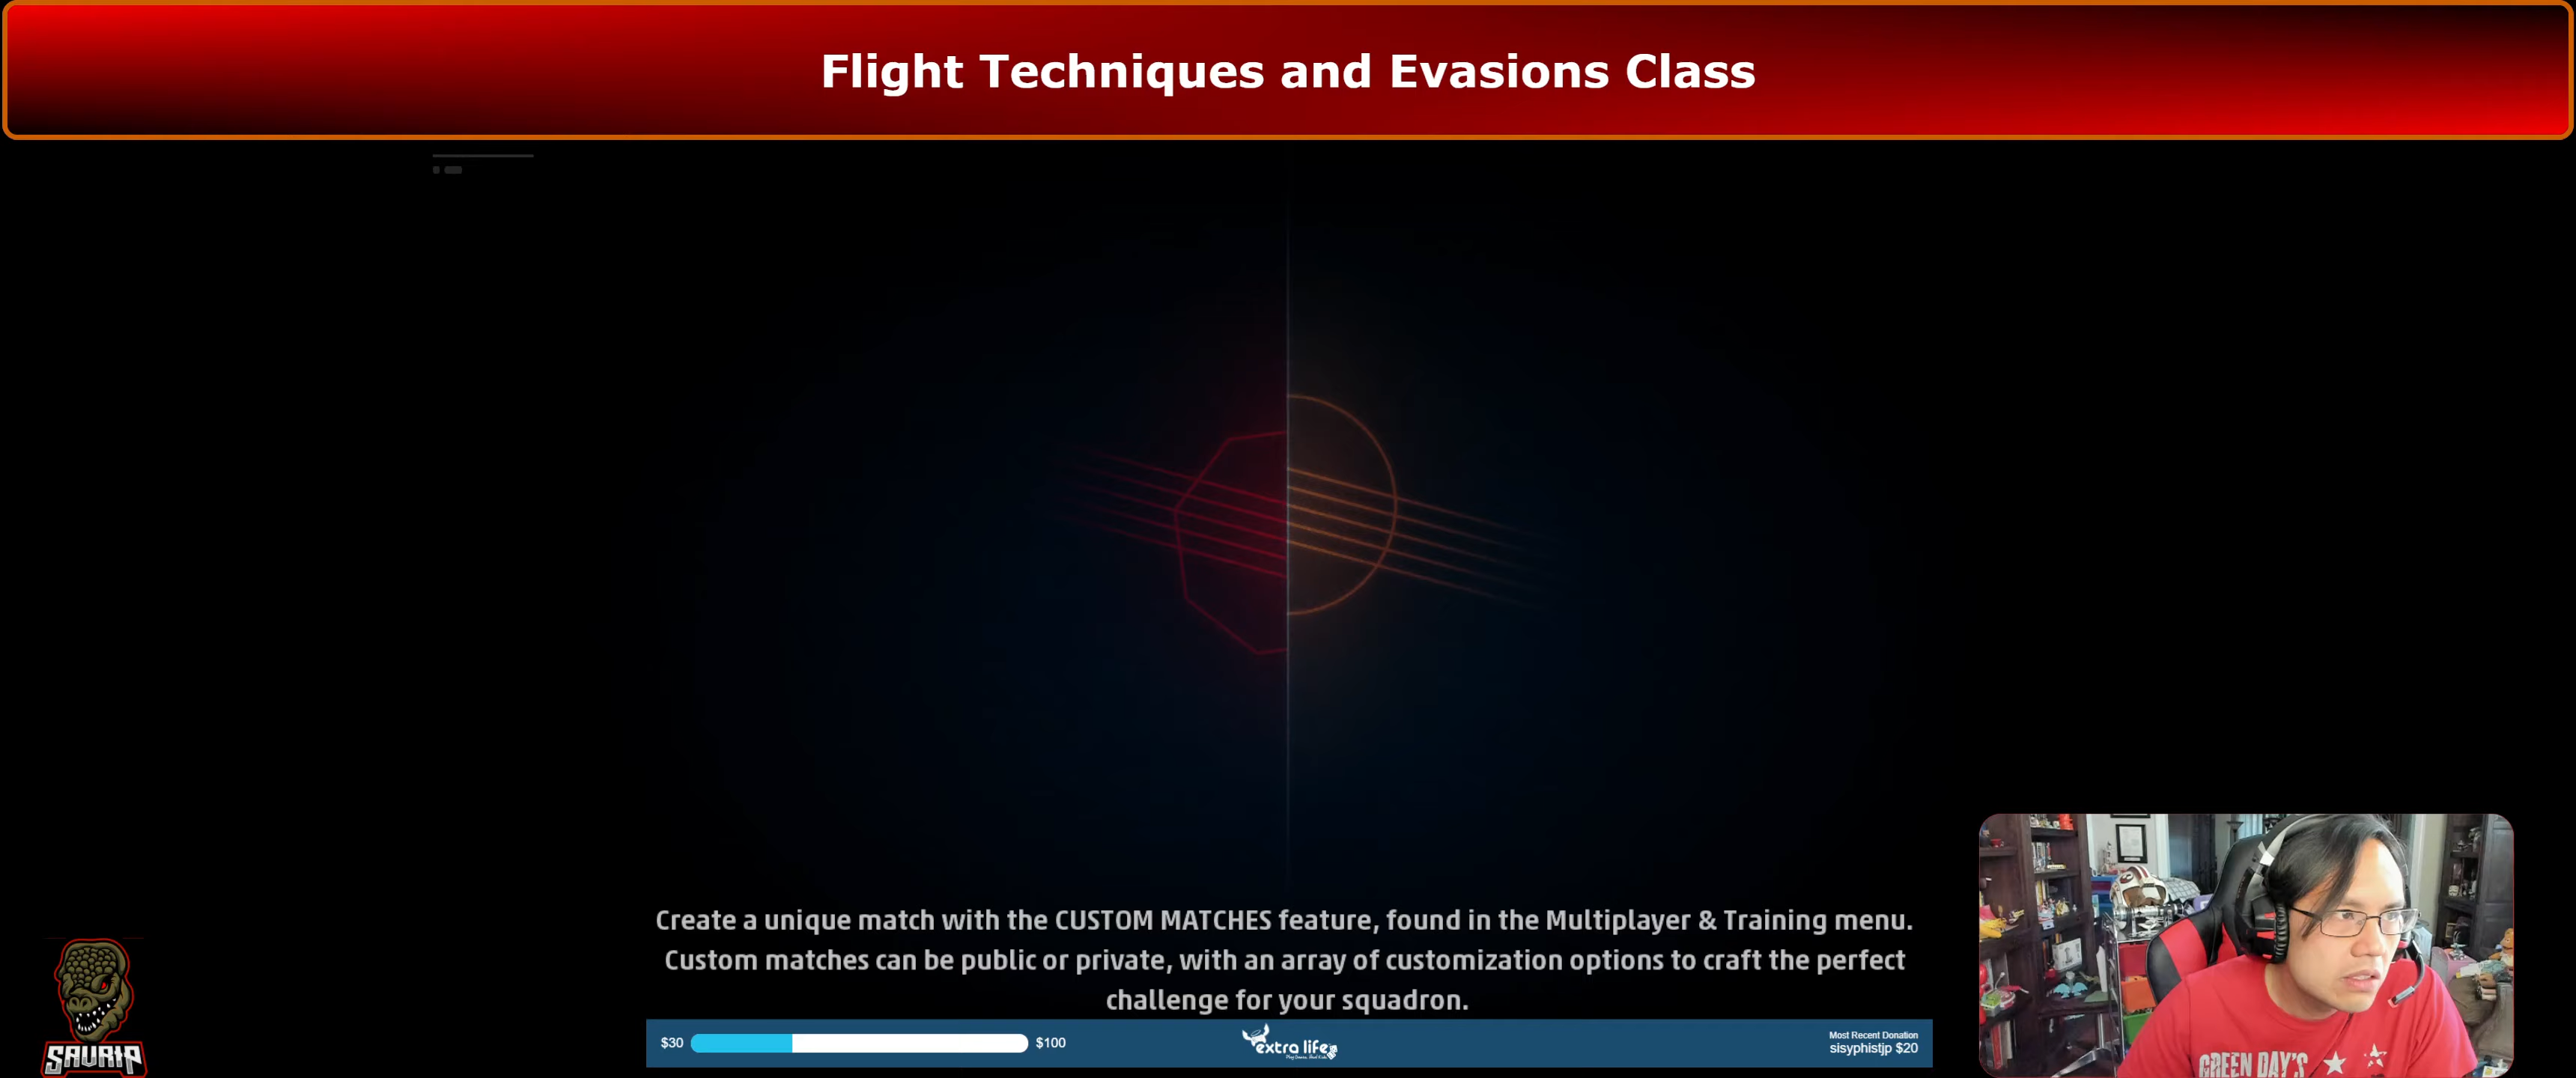 Flight Techniques and Evasions Class
Create a unique match with the CUSTOM MATCHES feature, found in the Multiplayer & Training menu.
Custom matches can be public or private, with an array of customization options to craft the perfect
challenge for your squadron.
$30
$100
extra life
Most Recent Donation
sisyphistjp $20
SAURIP
GREEN DAY'S